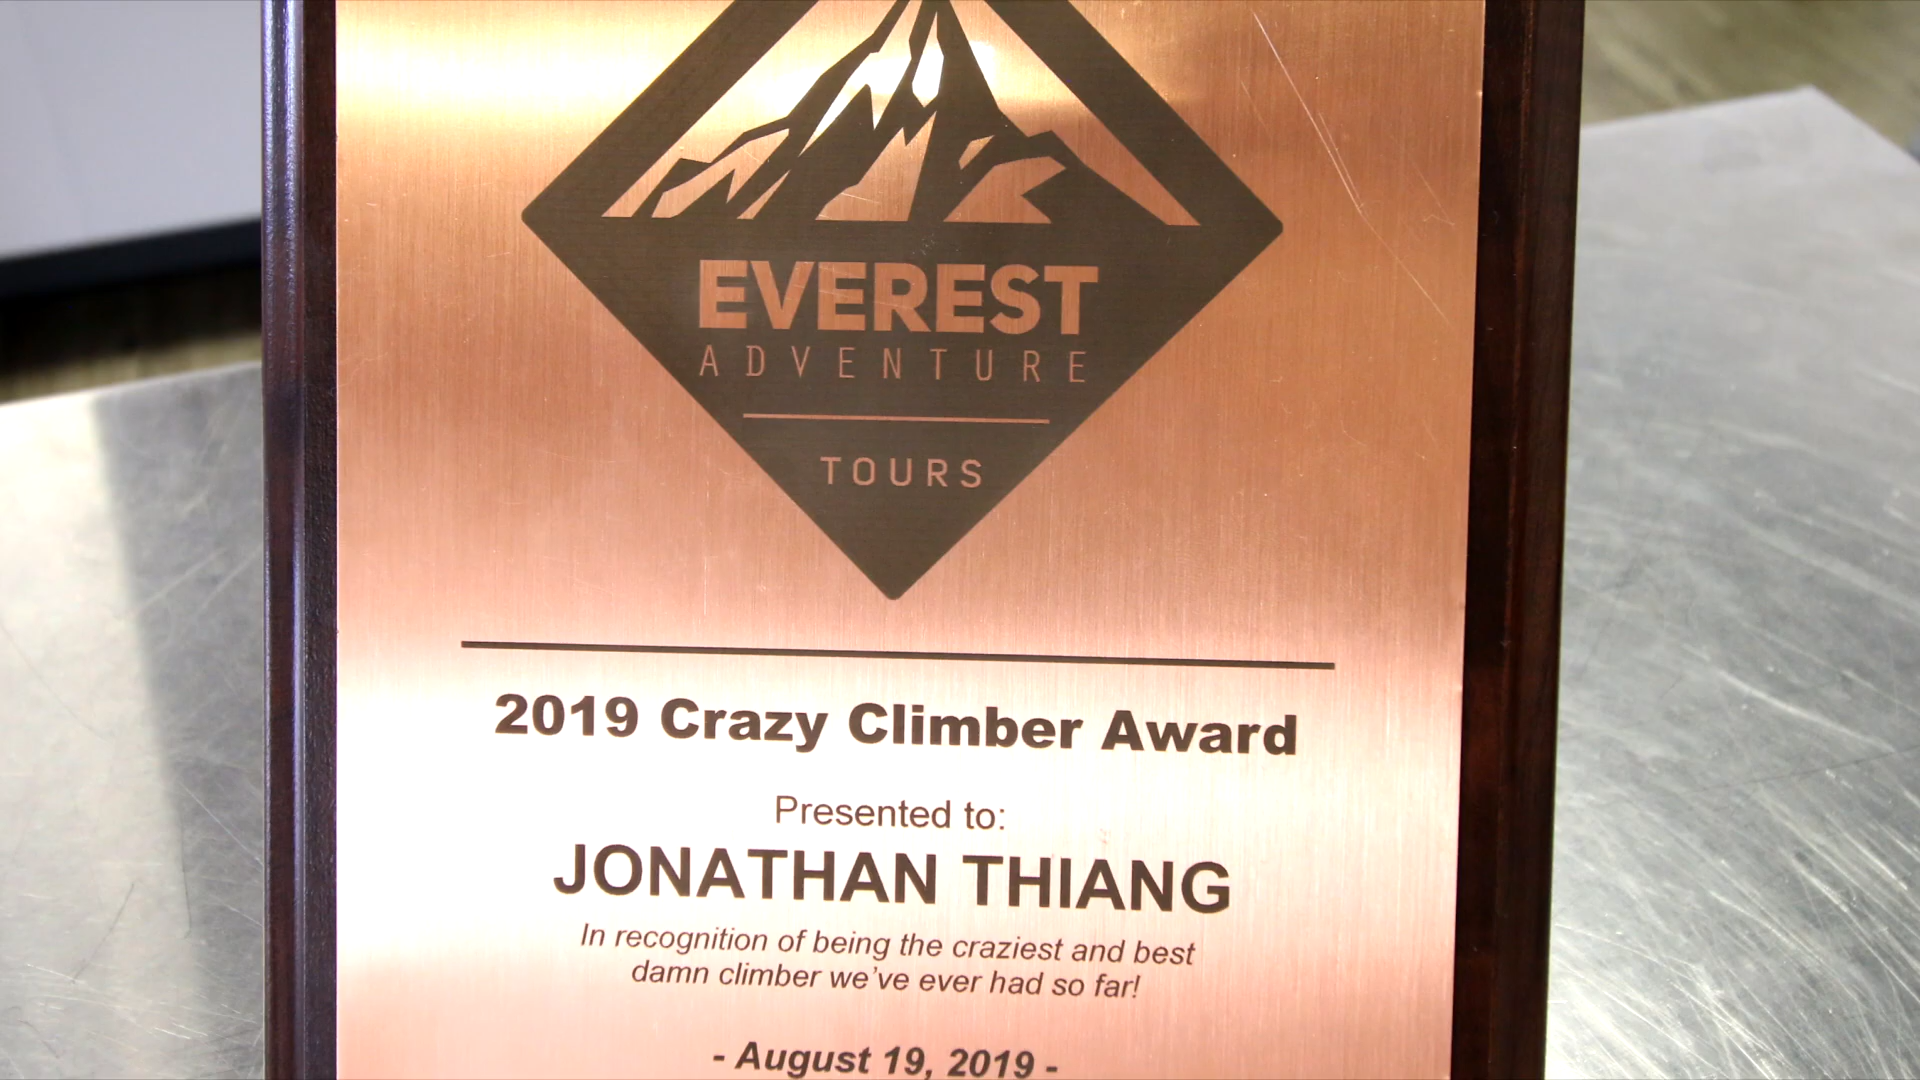 EVEREST
ADVENTURE
TOURS
2019 Crazy Climber Award
Presented to:
JONATHAN THIANG
In recognition of being the craziest and best
damn climber we've ever had so far!
- August 19, 2019 -